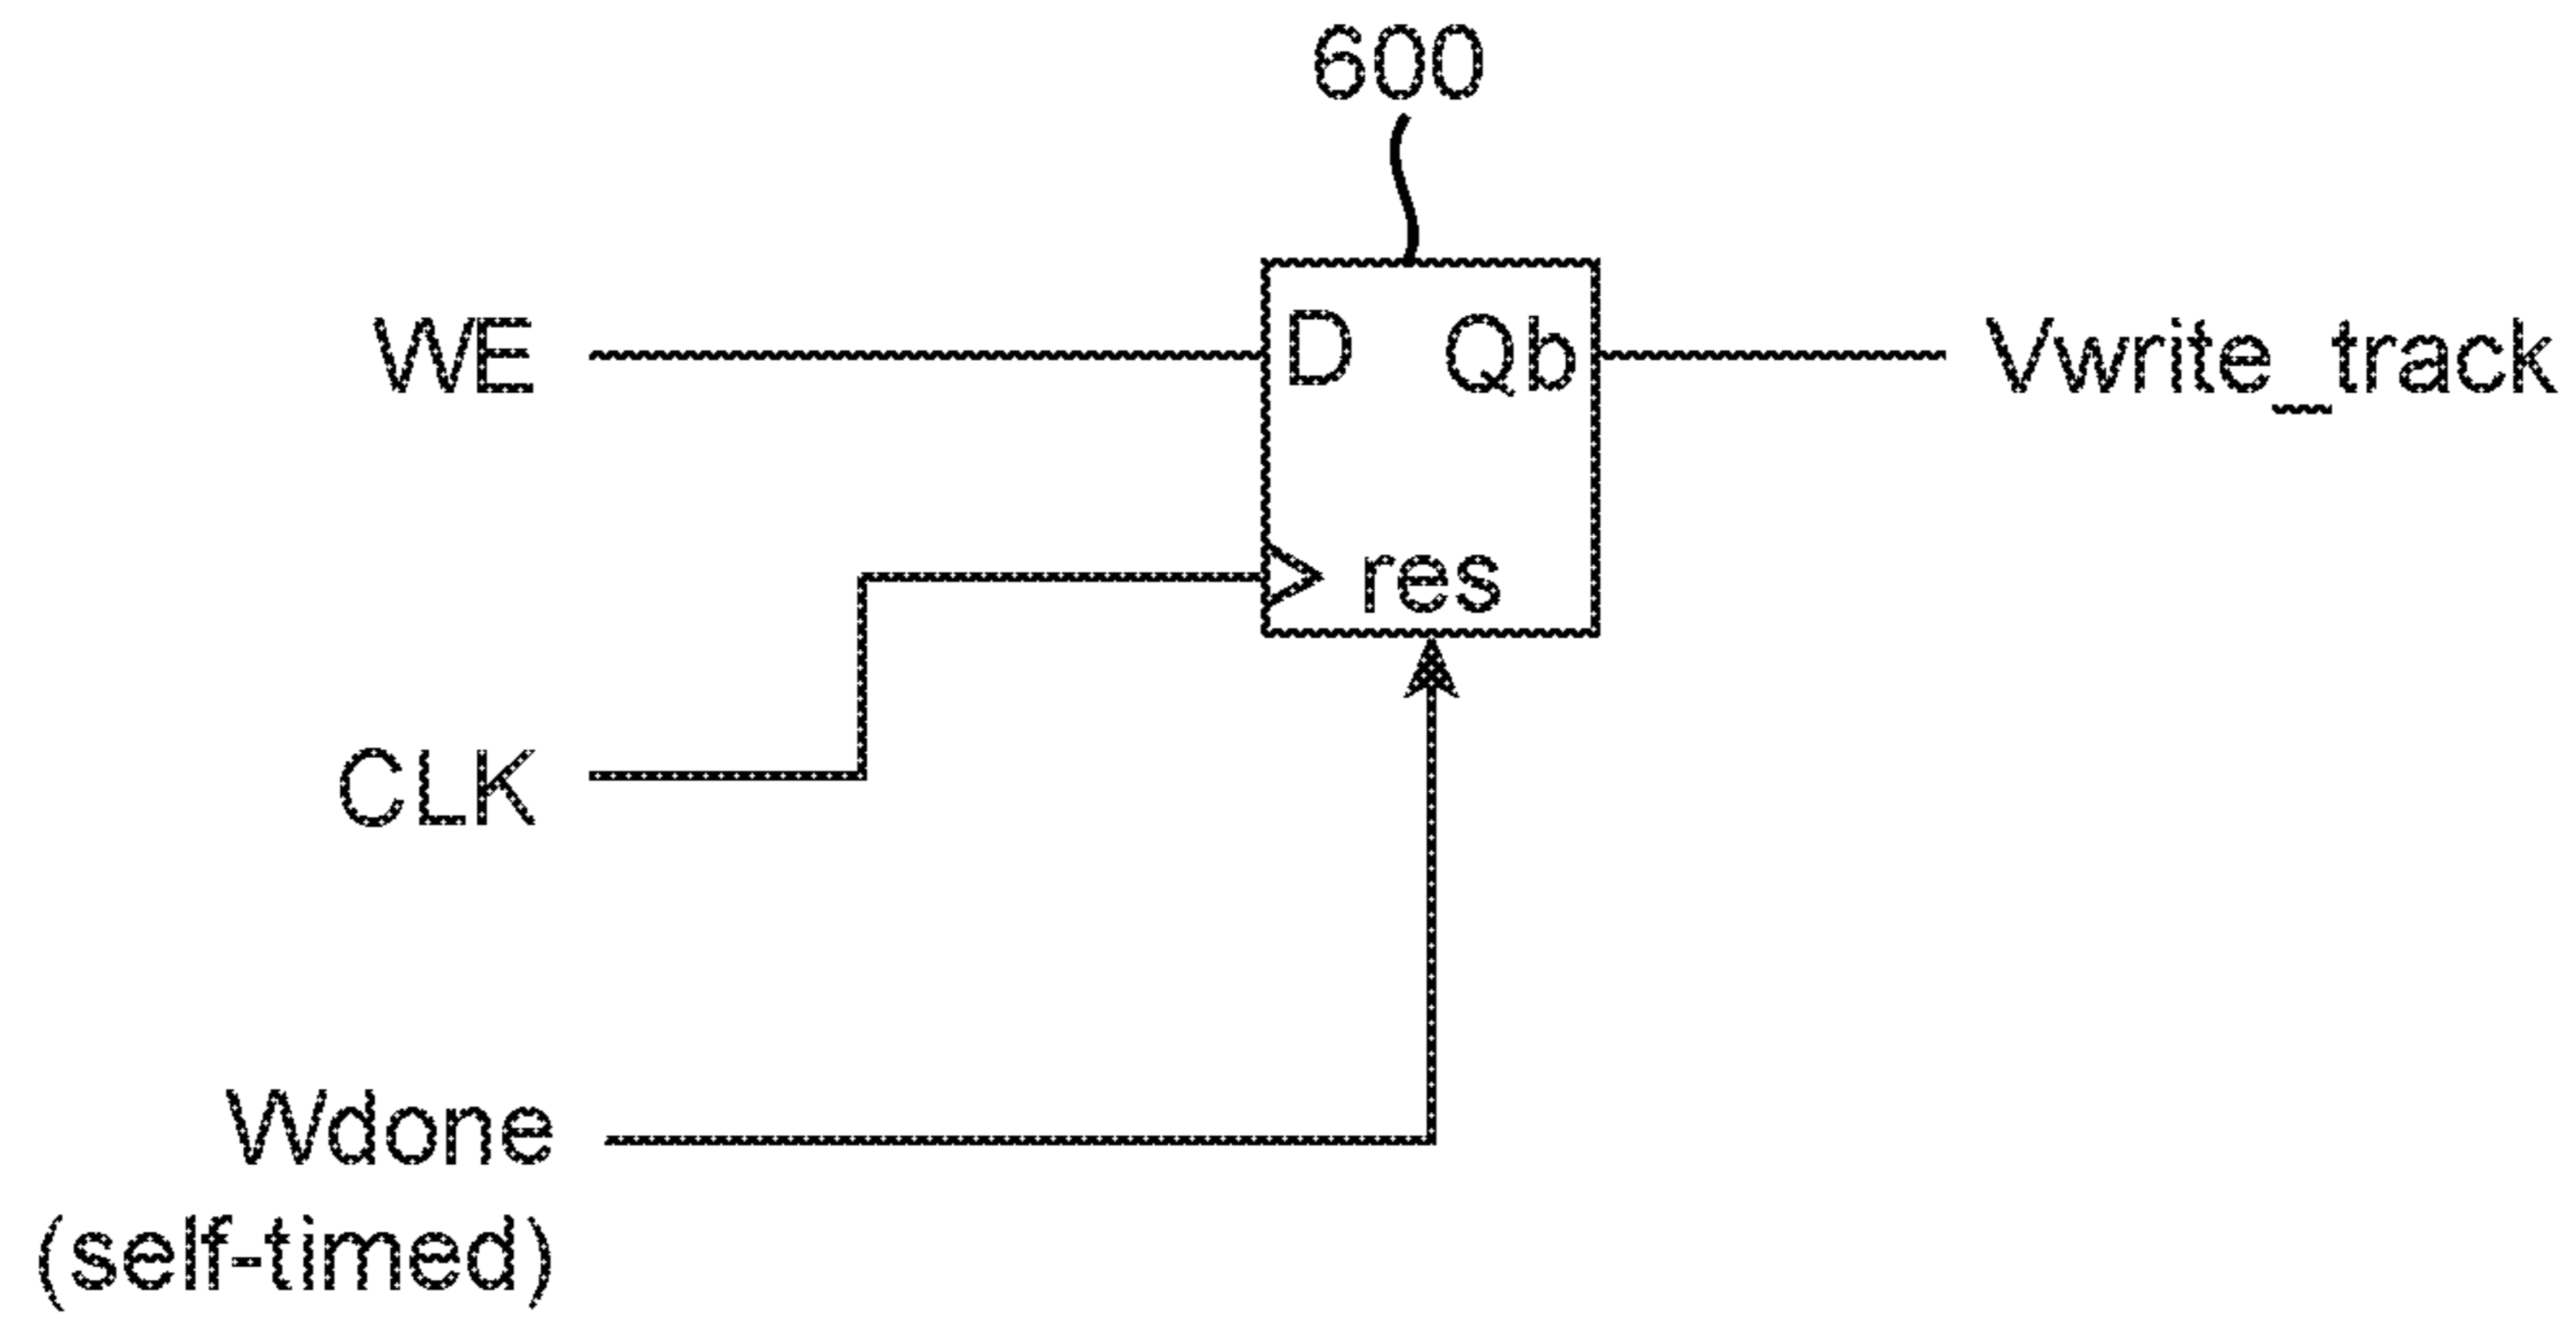 600
WE
D Qb
Vwrite_track
res
CLK
Wdone
(self-timed)